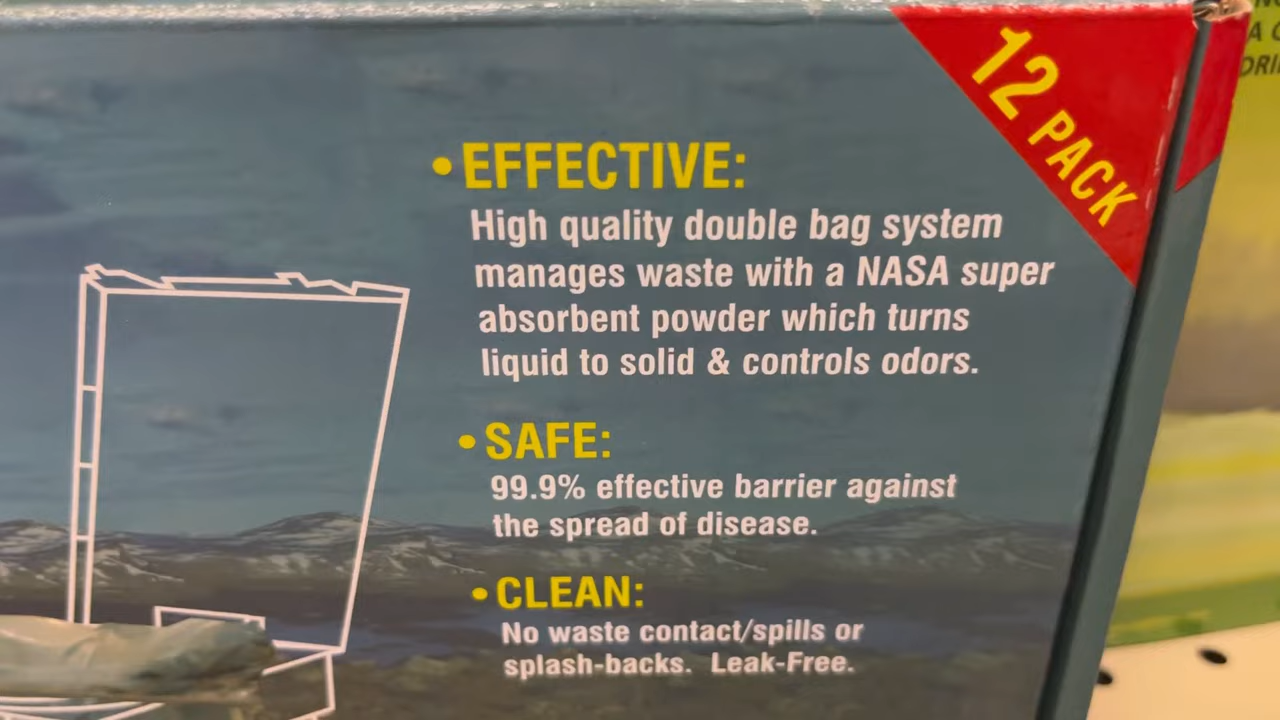 12 PACK
• EFFECTIVE:
High quality double bag system
manages waste with a NASA super
absorbent powder which turns
liquid to solid & controls odors.
• SAFE:
99.9% effective barrier against
the spread of disease.
• CLEAN:
No waste contact/spills or
splash-backs. Leak-Free.